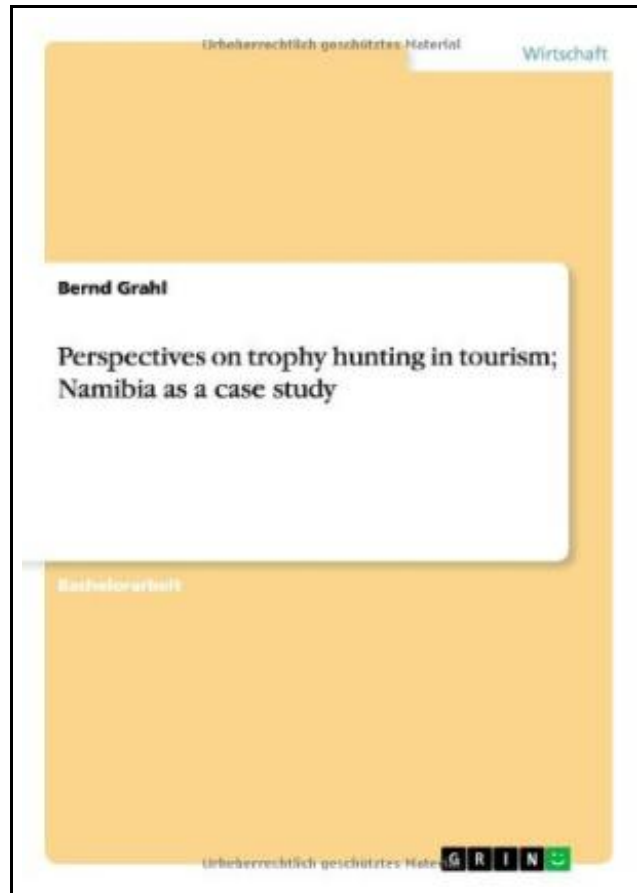 Urheberrechtlich geschütztes Material
Wirtschaft
Bernd Grahl
Perspectives on trophy hunting in tourism;
Namibia as a case study
Bachelorarbeit
Urheberrechtlich geschütztes Mate
GRIN